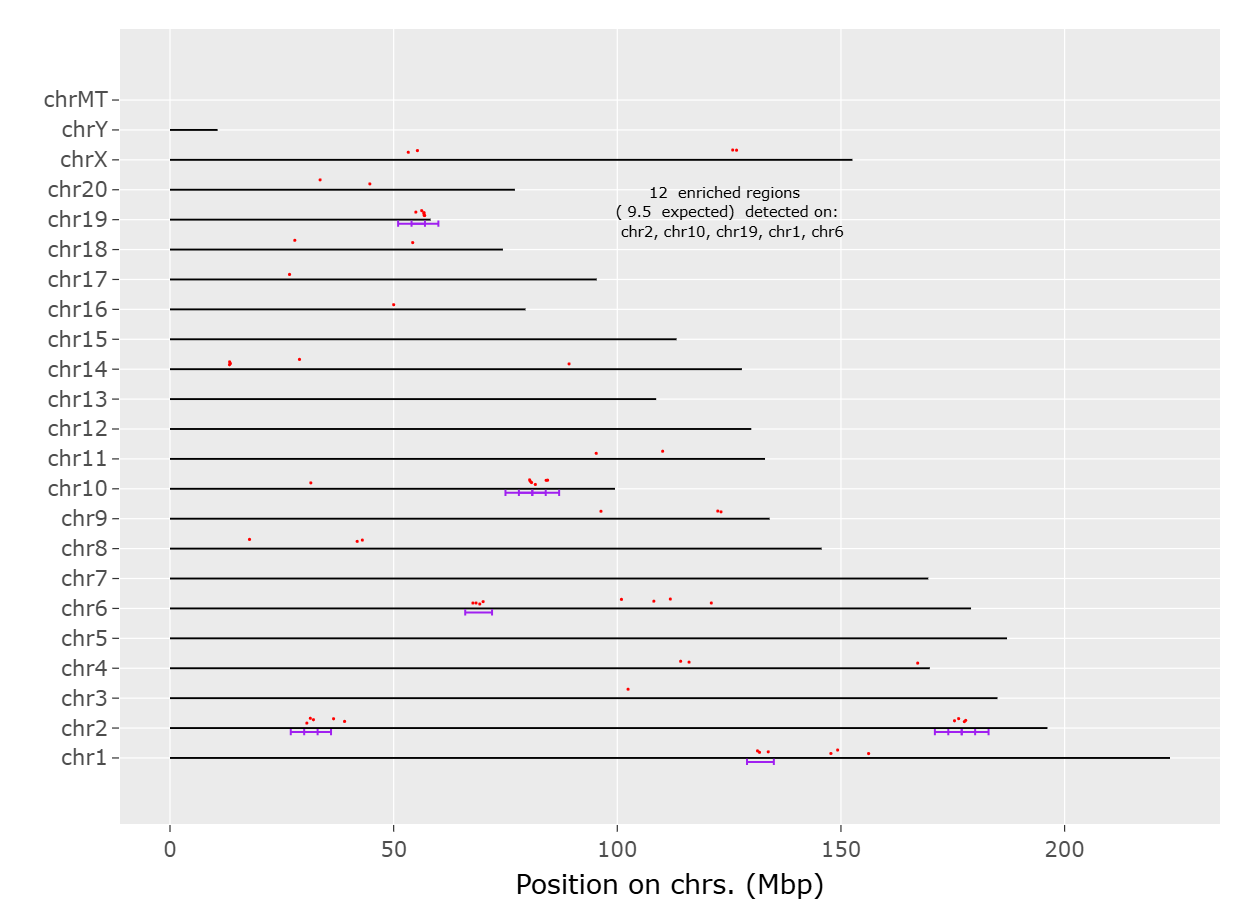 chrMT
chrY
chrX
chr20
12 enriched regions
chr19
( 9.5 expected) detected on:
chr2, chr10, chr19, chr1, chr6
chr18
chr17
chr16
chr15
chr14
chr13
chr12
chr11
chr10
chr9
chr8
chr7
chr6
chr5
chr4
chr3
chr2
chr1
0 50 100 150 200
Position on chrs. (Mbp)